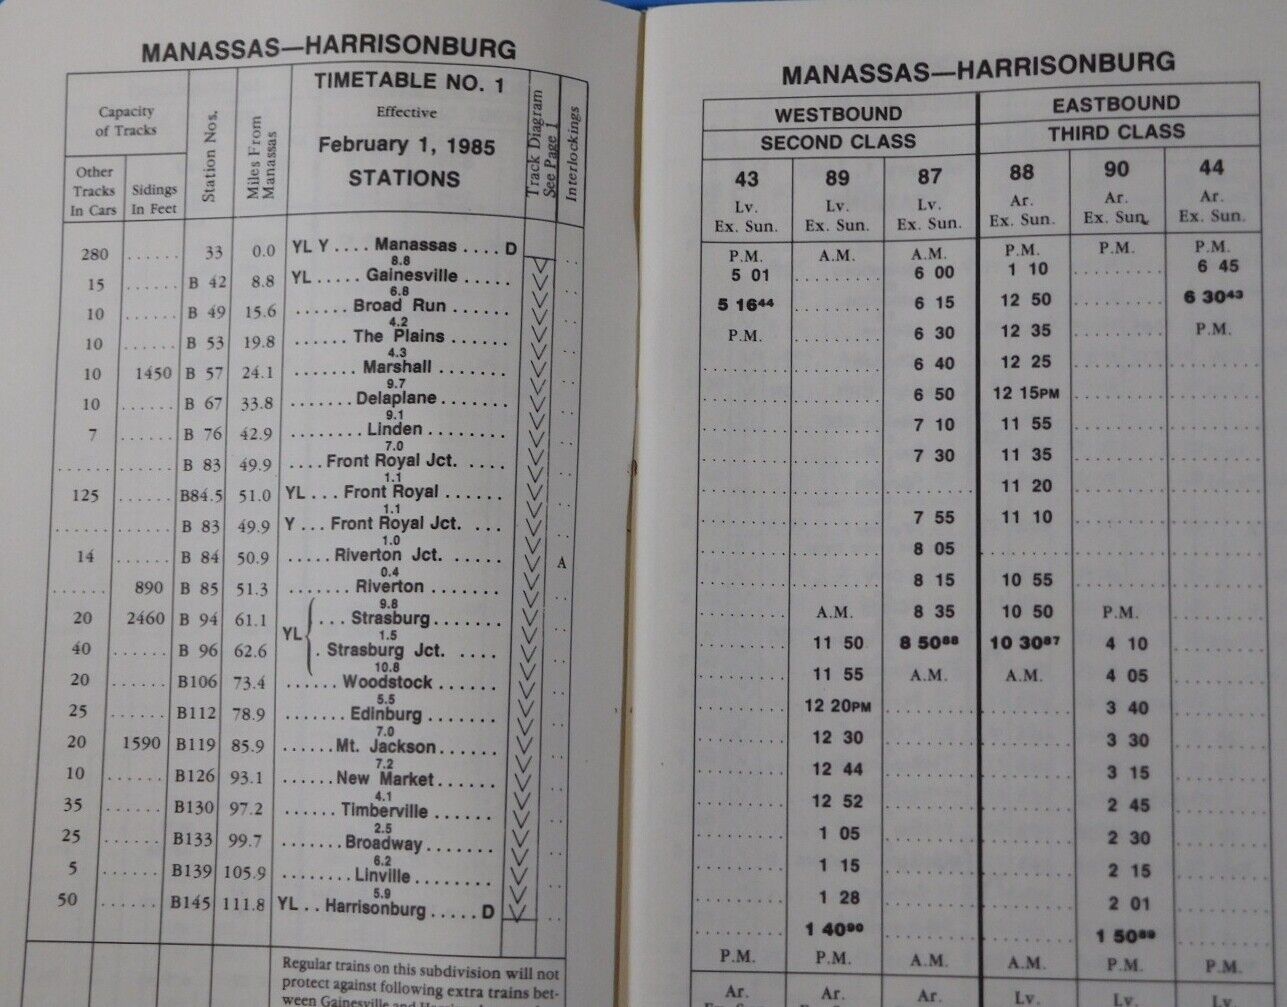 MANASSAS—HARRISONBURG
Capacity of Tracks
Other Tracks In Cars
Sidings In Feet
Station Nos.
Miles From Manassas
TIMETABLE NO. 1
Effective
February 1, 1985
STATIONS
Track Diagram See Page 1
Interlockings
280 ...... 33 0.0 YL Y .... Manassas .... D
8.8
15 ...... B 42 8.8 YL ..... Gainesville .....
6.8
10 ...... B 49 15.6 ...... Broad Run ......
4.2
10 ...... B 53 19.8 ...... The Plains ......
4.3
10 1450 B 57 24.1 ....... Marshall .......
9.7
10 ...... B 67 33.8 ....... Delaplane .......
9.1
7 ...... B 76 42.9 ........ Linden ........
7.0
...... ...... B 83 49.9 .... Front Royal Jct. ....
1.1
125 ...... B84.5 51.0 YL ... Front Royal ......
1.1
...... ...... B 83 49.9 Y ... Front Royal Jct. ...
1.0
14 ...... B 84 50.9 ..... Riverton Jct. ..... A
0.4
890 B 85 51.3 ....... Riverton .......
9.8
20 2460 B 94 61.1 YL ... Strasburg .......
1.5
40 ...... B 96 62.6 . Strasburg Jct. ....
10.8
20 ...... B106 73.4 ...... Woodstock ......
5.5
25 ...... B112 78.9 ....... Edinburg .......
7.0
20 1590 B119 85.9 ...... Mt. Jackson ......
7.2
10 ...... B126 93.1 ...... New Market ......
4.1
35 ...... B130 97.2 ...... Timberville ......
2.5
25 ...... B133 99.7 ....... Broadway .......
6.2
5 ...... B139 105.9 ........ Linville ........
5.9
50 ...... B145 111.8 YL .. Harrisonburg ..... D
Regular trains on this subdivision will not
protect against following extra trains bet-
ween Gainesville and
MANASSAS—HARRISONBURG
WESTBOUND EASTBOUND
SECOND CLASS THIRD CLASS
43 89 87 88 90 44
Lv. Lv. Lv. Ar. Ar. Ar.
Ex. Sun. Ex. Sun. Ex. Sun. Ex. Sun. Ex. Sun. Ex. Sun.
P.M. A.M. A.M. P.M. P.M. P.M.
5 01 ........ 6 00 1 10 ........ 6 45
5 16⁴⁴ ........ 6 15 12 50 ........ 6 30⁴³
P.M. ........ 6 30 12 35 ........ P.M.
........ ........ 6 40 12 25 ........ ........
........ ........ 6 50 12 15PM ........ ........
........ ........ 7 10 11 55 ........ ........
........ ........ 7 30 11 35 ........ ........
........ ........ ........ 11 20 ........ ........
........ ........ 7 55 11 10 ........ ........
........ ........ 8 05 ........ ........ ........
........ ........ 8 15 10 55 ........ ........
........ A.M. 8 35 10 50 P.M. ........
........ 11 50 8 50⁸⁸ 10 30⁸⁷ 4 10 ........
........ 11 55 A.M. A.M. 4 05 ........
........ 12 20PM ........ ........ 3 40 ........
........ 12 30 ........ ........ 3 30 ........
........ 12 44 ........ ........ 3 15 ........
........ 12 52 ........ ........ 2 45 ........
........ 1 05 ........ ........ 2 30 ........
........ 1 15 ........ ........ 2 15 ........
........ 1 28 ........ ........ 2 01 ........
........ 1 40⁹⁰ ........ ........ 1 50⁸⁹ ........
P.M. P.M. A.M. A.M. P.M. P.M.
Ar. Ar. Ar. Lv. Lv. Lv.